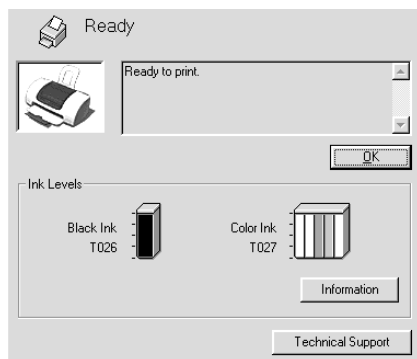 Ready
Ready to print.
OK
Ink Levels
Black Ink
T026
Color Ink
T027
Information
Technical Support